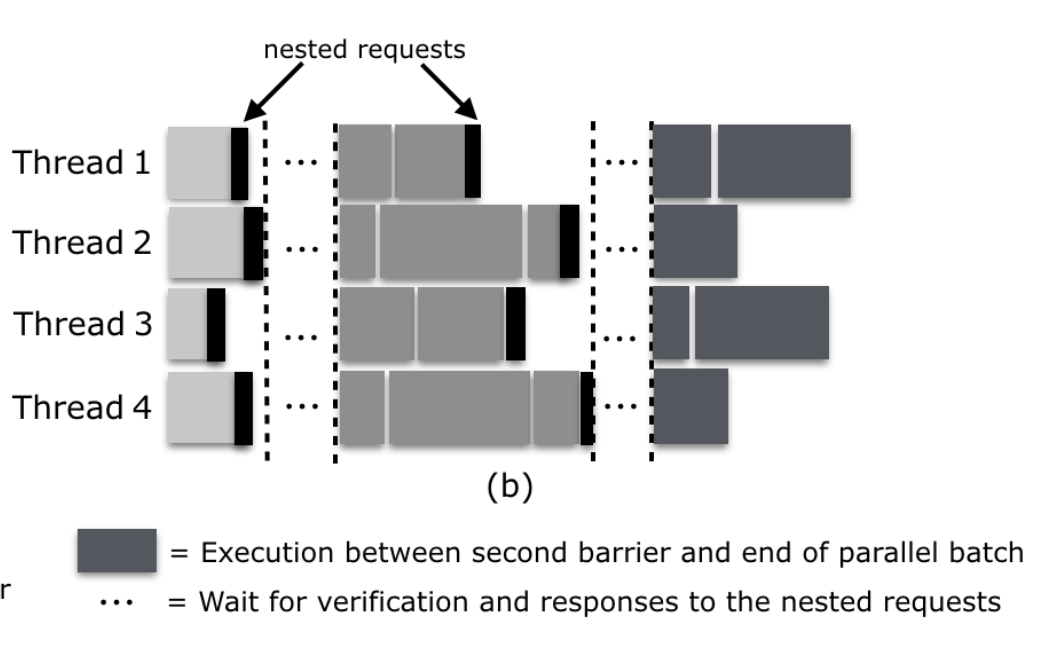 nested requests
Thread 1 ... ...
Thread 2 ... ...
Thread 3 ... ...
Thread 4 ... ...
(b)
= Execution between second barrier and end of parallel batch
r
... = Wait for verification and responses to the nested requests